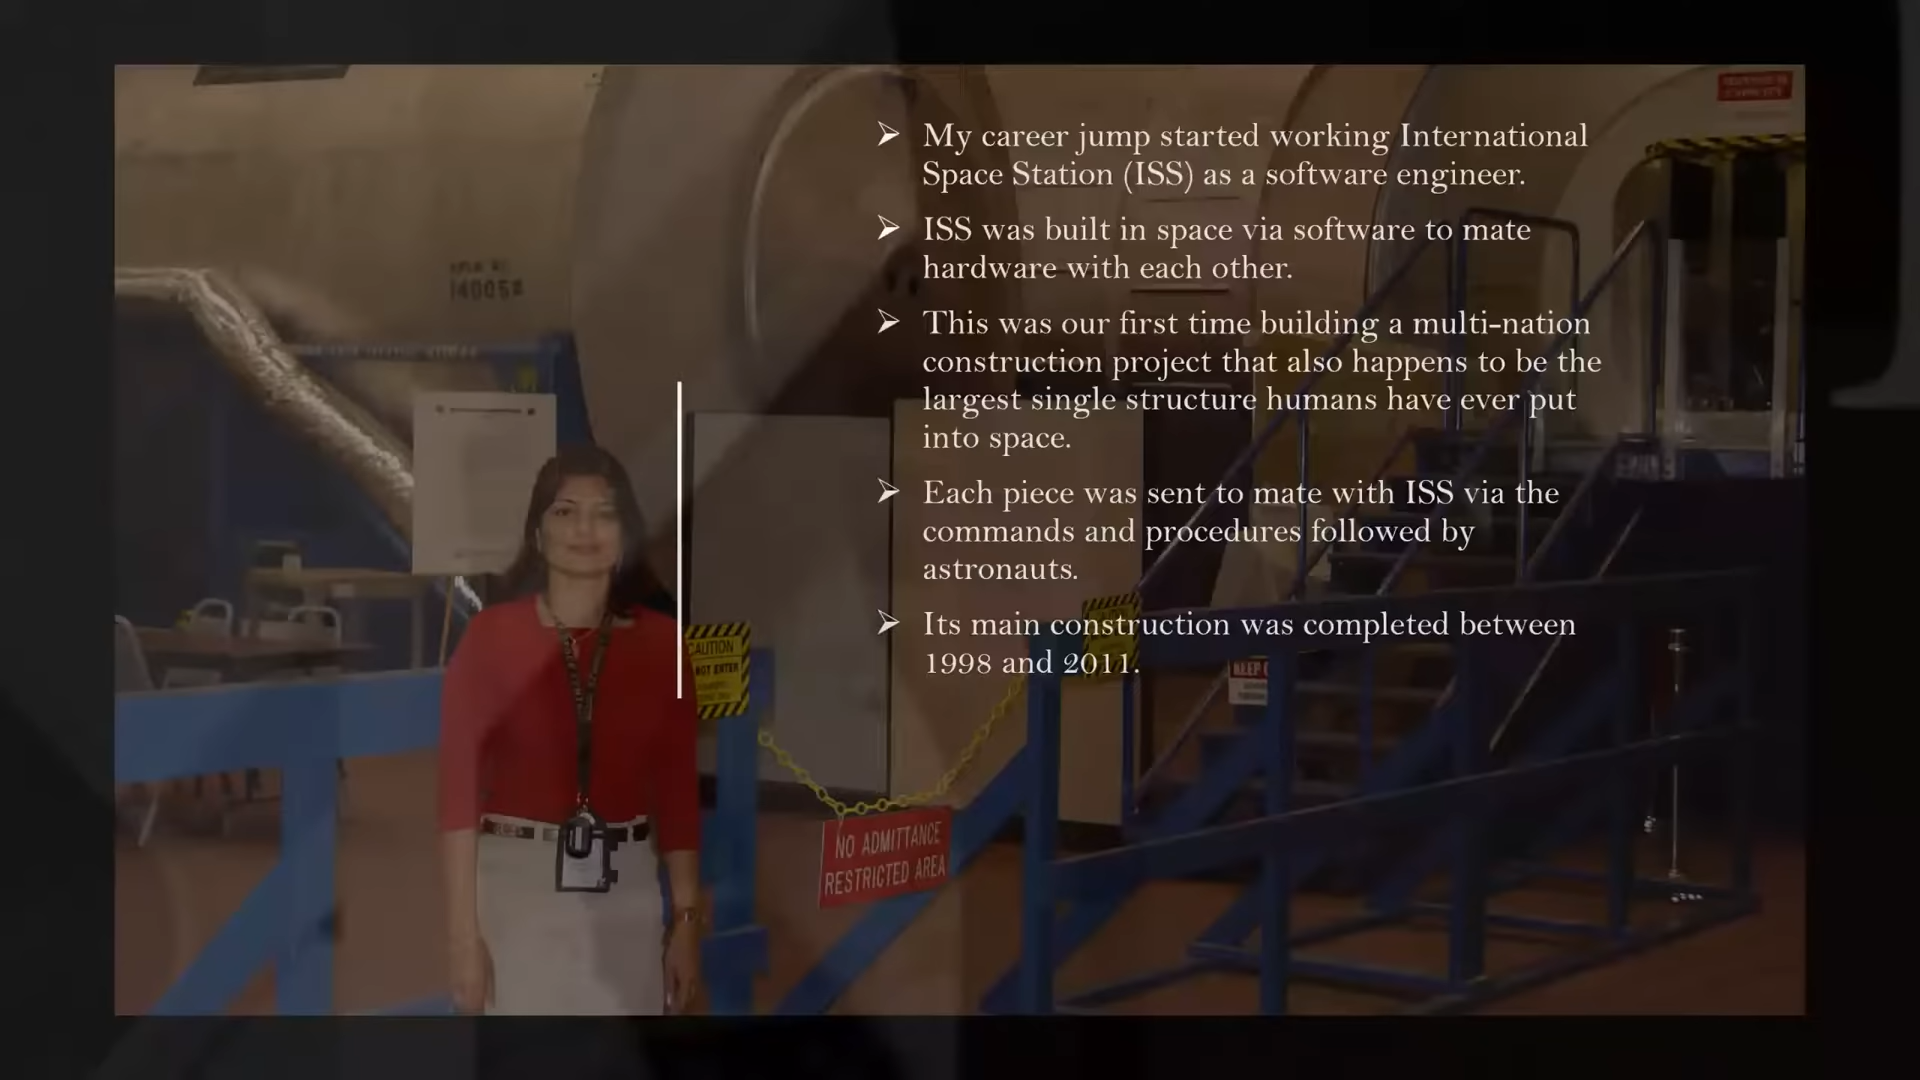 My career jump started working International
Space Station (ISS) as a software engineer.
ISS was built in space via software to mate
hardware with each other.
This was our first time building a multi-nation
construction project that also happens to be the
largest single structure humans have ever put
into space.
Each piece was sent to mate with ISS via the
commands and procedures followed by
astronauts.
Its main construction was completed between
1998 and 2011.
CAUTION
NOT ENTER
KEEP
NO ADMITTANCE
RESTRICTED AREA